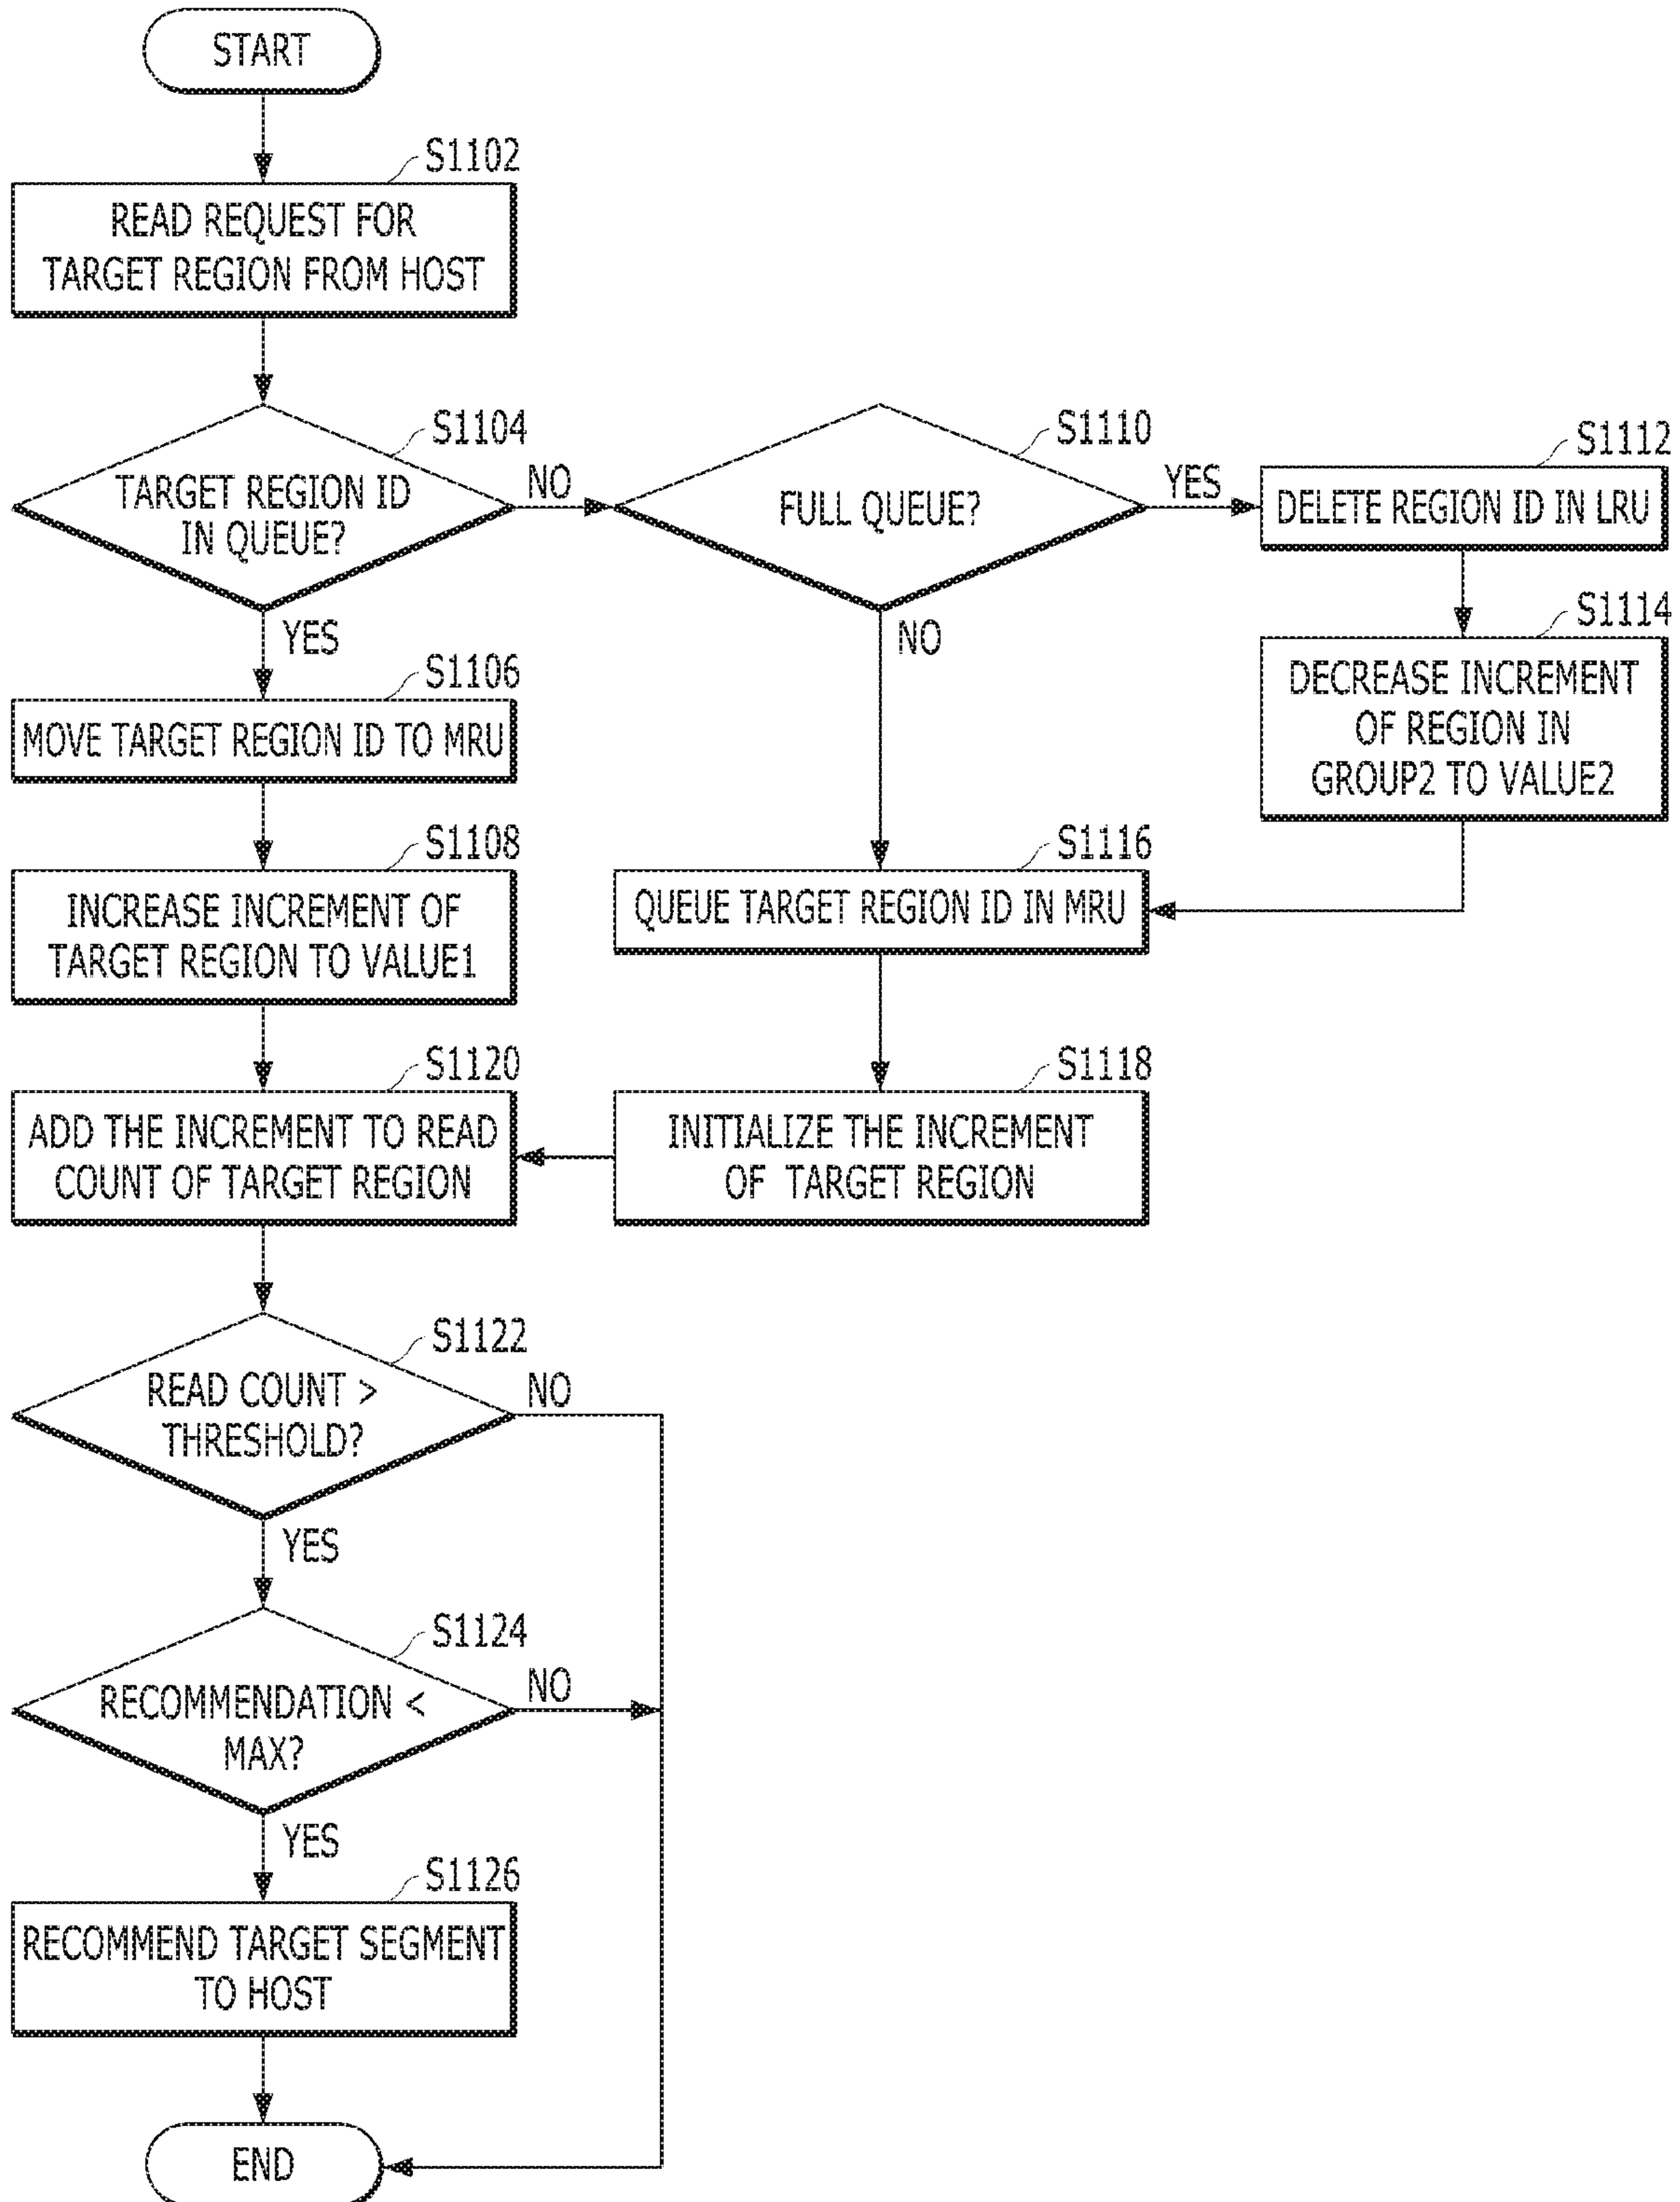 START
S1102
READ REQUEST FOR
TARGET REGION FROM HOST
S1104
TARGET REGION ID
IN QUEUE?
NO
YES
S1110
FULL QUEUE?
YES
NO
S1112
DELETE REGION ID IN LRU
S1114
DECREASE INCREMENT
OF REGION IN
GROUP2 TO VALUE2
S1106
MOVE TARGET REGION ID TO MRU
S1108
INCREASE INCREMENT OF
TARGET REGION TO VALUE1
S1116
QUEUE TARGET REGION ID IN MRU
S1118
INITIALIZE THE INCREMENT
OF TARGET REGION
S1120
ADD THE INCREMENT TO READ
COUNT OF TARGET REGION
S1122
READ COUNT >
THRESHOLD?
NO
YES
S1124
RECOMMENDATION <
MAX?
NO
YES
S1126
RECOMMEND TARGET SEGMENT
TO HOST
END